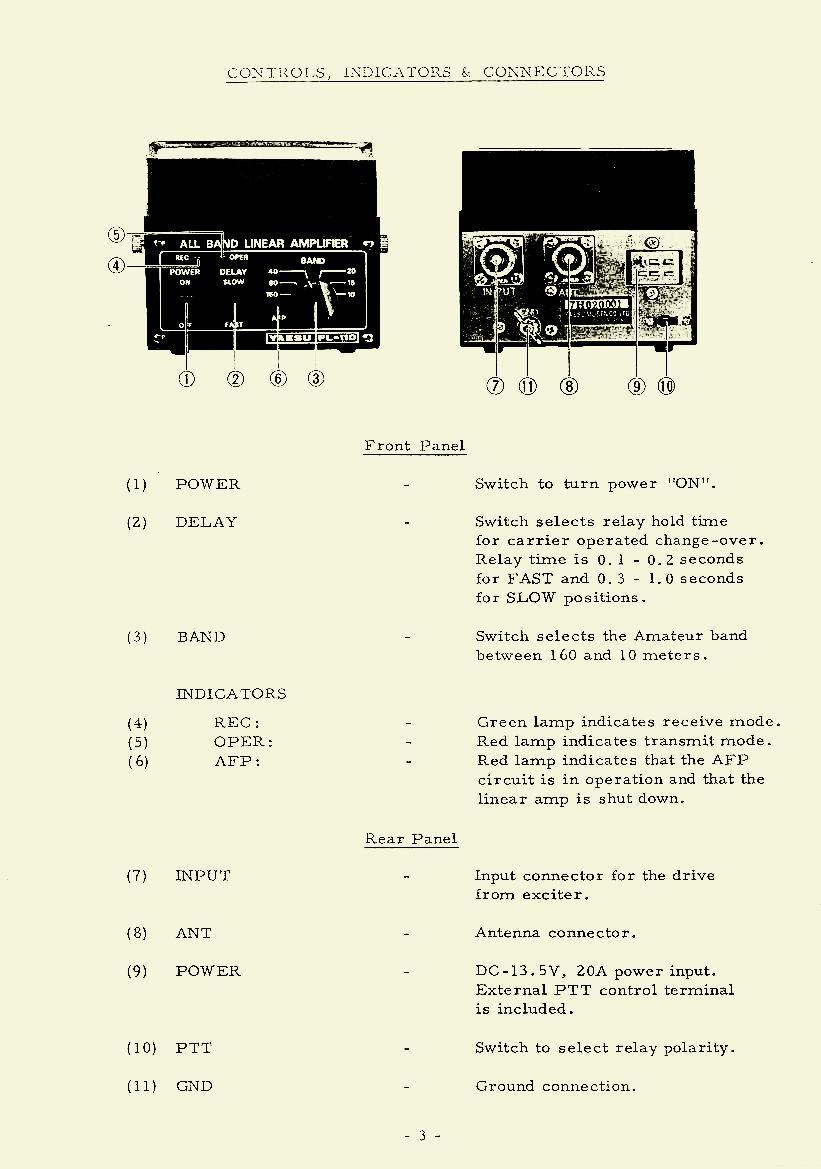 CONTROLS, INDICATORS & CONNECTORS
ALL BAND LINEAR AMPLIFIER
REC OPER BAND
POWER DELAY 40 20
ON SLOW 80 15
160 10
AFP
OFF FAST
YAESU FL-110
INPUT ANT
7H020001
⑤
④
① ② ⑥ ③
⑦ ⑪ ⑧ ⑨ ⑩
Front Panel
(1) POWER - Switch to turn power "ON".
(2) DELAY - Switch selects relay hold time
for carrier operated change-over.
Relay time is 0.1 - 0.2 seconds
for FAST and 0.3 - 1.0 seconds
for SLOW positions.
(3) BAND - Switch selects the Amateur band
between 160 and 10 meters.
INDICATORS
(4) REC: - Green lamp indicates receive mode.
(5) OPER: - Red lamp indicates transmit mode.
(6) AFP: - Red lamp indicates that the AFP
circuit is in operation and that the
linear amp is shut down.
Rear Panel
(7) INPUT - Input connector for the drive
from exciter.
(8) ANT - Antenna connector.
(9) POWER - DC-13.5V, 20A power input.
External PTT control terminal
is included.
(10) PTT - Switch to select relay polarity.
(11) GND - Ground connection.
- 3 -